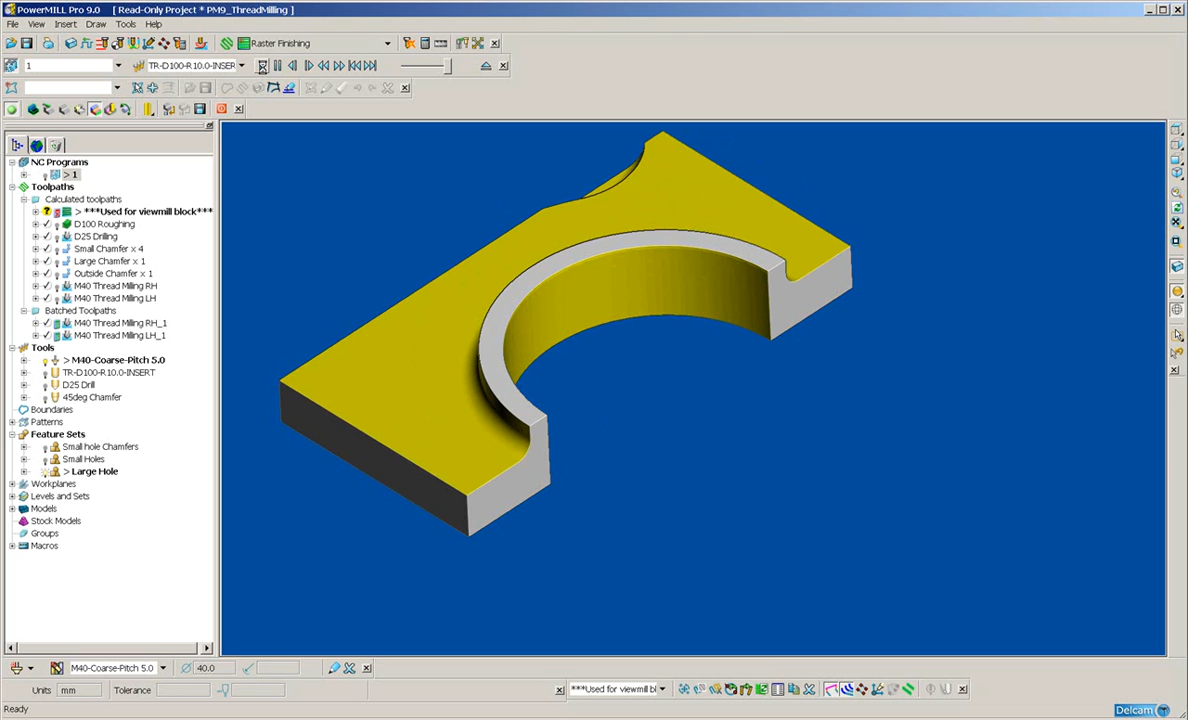 PowerMILL Pro 9.0    [ Read-Only Project * PM9_ThreadMilling ]
File View Insert Draw Tools Help
Raster Finishing
1 TR-D100-R10.0-INSER
NC Programs
> 1
Toolpaths
Calculated toolpaths
> ***Used for viewmill block***
D100 Roughing
D25 Drilling
Small Chamfer x 4
Large Chamfer x 1
Outside Chamfer x 1
M40 Thread Milling RH
M40 Thread Milling LH
Batched Toolpaths
M40 Thread Milling RH_1
M40 Thread Milling LH_1
Tools
> M40-Coarse-Pitch 5.0
TR-D100-R10.0-INSERT
D25 Drill
45deg Chamfer
Boundaries
Patterns
Feature Sets
Small hole Chamfers
Small Holes
> Large Hole
Workplanes
Levels and Sets
Models
Stock Models
Groups
Macros
M40-Coarse-Pitch 5.0 40.0
Units mm Tolerance ***Used for viewmill bl
Ready Delcam